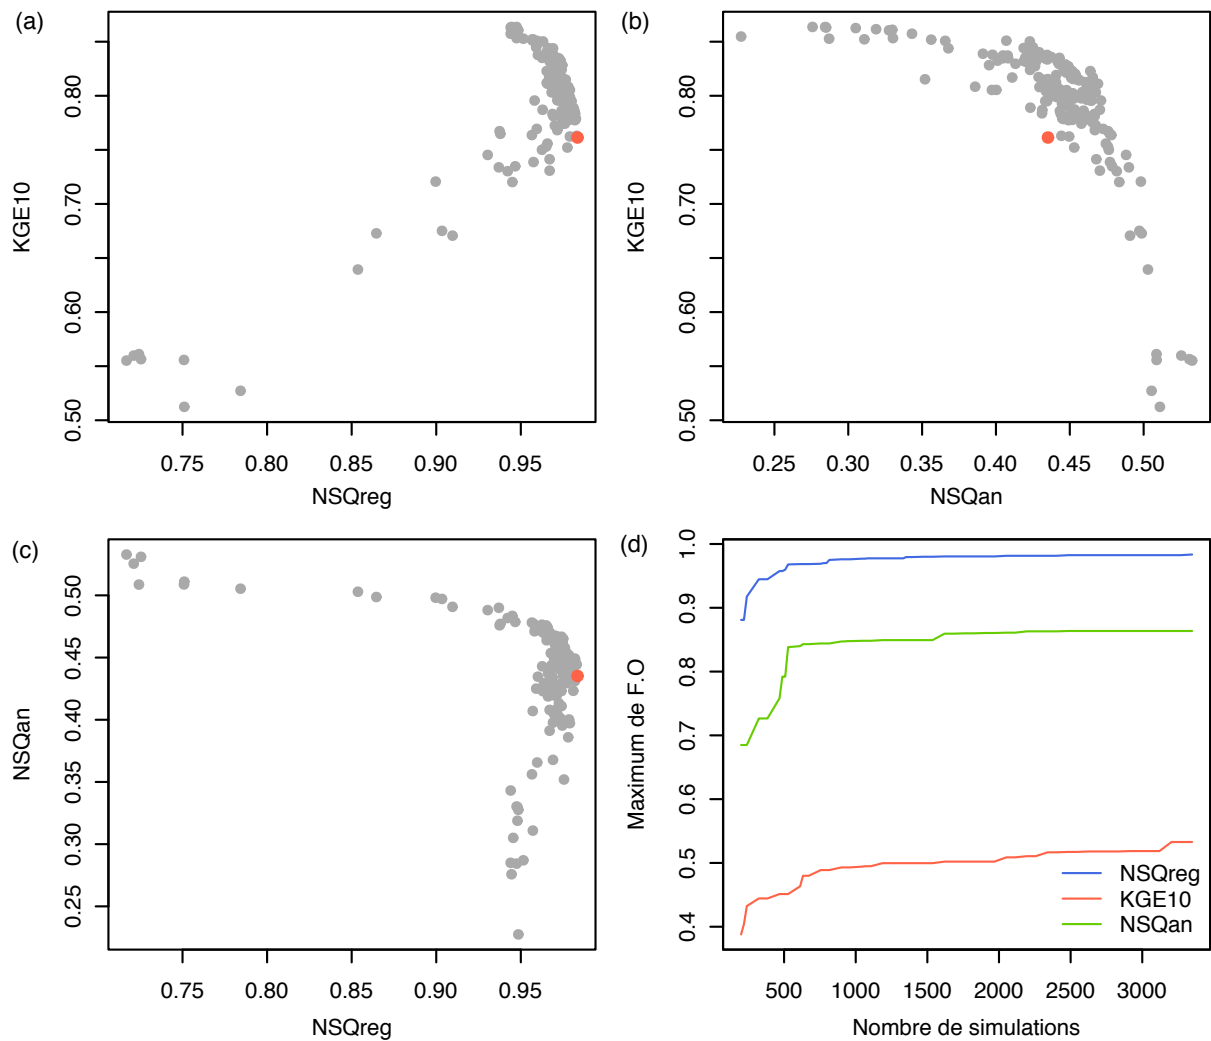 (a)
KGE10
0.50
0.60
0.70
0.80
0.75
0.80
0.85
0.90
0.95
NSQreg
(b)
KGE10
0.50
0.60
0.70
0.80
0.25
0.30
0.35
0.40
0.45
0.50
NSQan
(c)
NSQan
0.25
0.30
0.35
0.40
0.45
0.50
0.75
0.80
0.85
0.90
0.95
NSQreg
(d)
Maximum de F.O
0.4
0.5
0.6
0.7
0.8
0.9
1.0
NSQreg
KGE10
NSQan
500
1000
1500
2000
2500
3000
Nombre de simulations